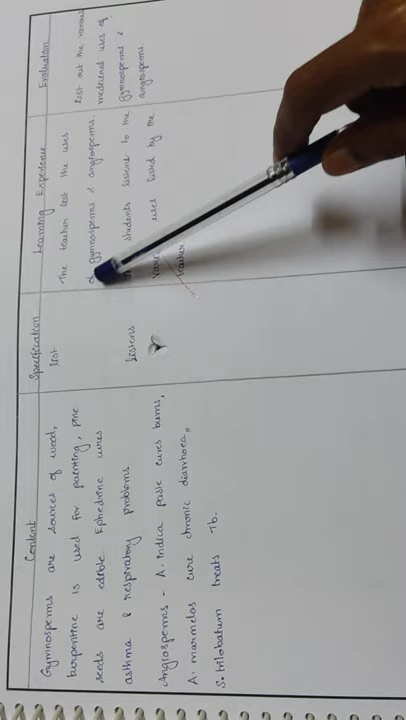 Content
Gymnosperms are sources of wood,
turpentine is used for painting, pine
seeds are edible. Ephedrine cures
asthma & respiratory problems
Angiosperms - A. indica paste cures burns,
A. marmelos cure chronic diarrhoea,
S. trilobatum treats Tb.
Specification
List
Listens
Learning Experience
The teacher list the uses
of gymnosperms & angiosperms.
students listens to the
uses listed by the
teacher.
Evaluation
List out the various
medicinal uses of
gymnosperms &
angiosperms